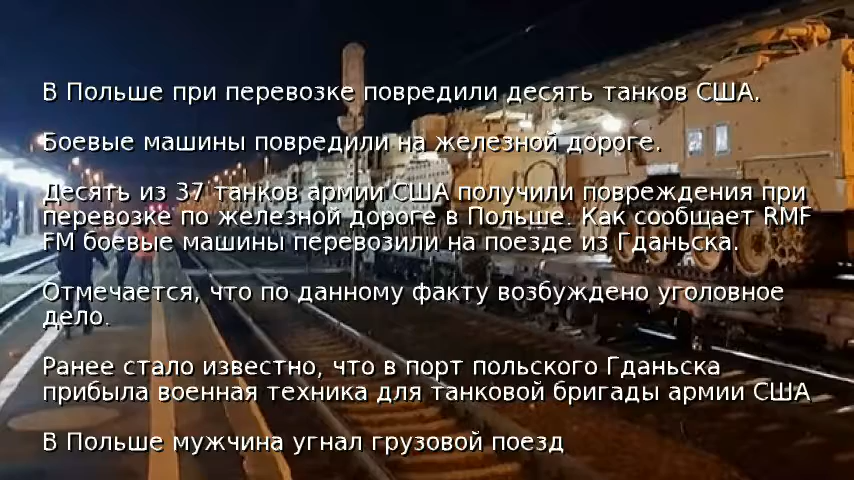 В Польше при перевозке повредили десять танков США.
Боевые машины повредили на железной дороге.
Десять из 37 танков армии США получили повреждения при
перевозке по железной дороге в Польше. Как сообщает RMF
FM боевые машины перевозили на поезде из Гданьска.
Отмечается, что по данному факту возбуждено уголовное
дело.
Ранее стало известно, что в порт польского Гданьска
прибыла военная техника для танковой бригады армии США
В Польше мужчина угнал грузовой поезд